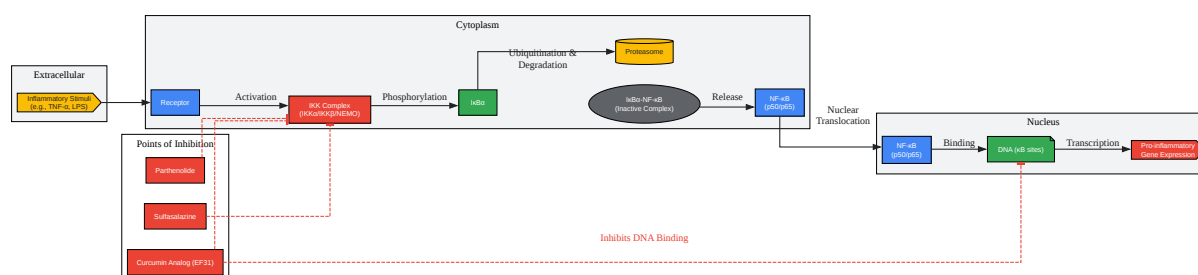 Cytoplasm
Extracellular
Inflammatory Stimuli
(e.g., TNF-α, LPS)
Receptor
Activation
IKK Complex
(IKKα/IKKβ/NEMO)
Phosphorylation
IκBα
Ubiquitination &
Degradation
Proteasome
IκBα-NF-κB
(Inactive Complex)
Release
NF-κB
(p50/p65)
Nuclear
Translocation
Nucleus
NF-κB
(p50/p65)
Binding
DNA (κB sites)
Transcription
Pro-inflammatory
Gene Expression
Points of Inhibition
Parthenolide
Sulfasalazine
Curcumin Analog (EF31)
Inhibits DNA Binding